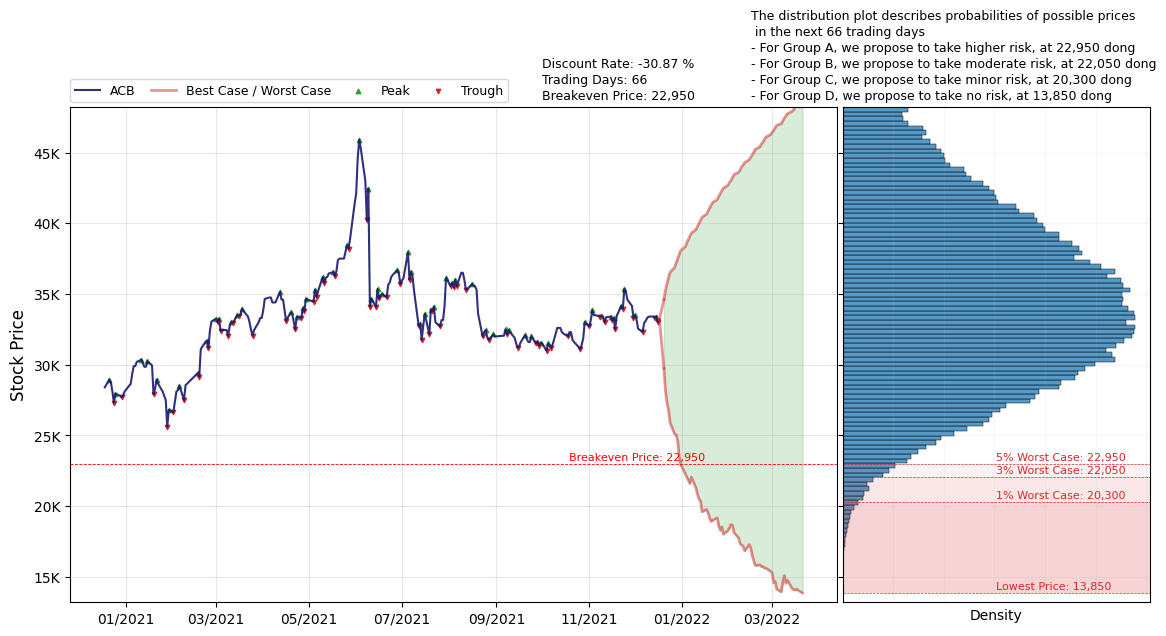 The distribution plot describes probabilities of possible prices
in the next 66 trading days
- For Group A, we propose to take higher risk, at 22,950 dong
- For Group B, we propose to take moderate risk, at 22,050 dong
- For Group C, we propose to take minor risk, at 20,300 dong
- For Group D, we propose to take no risk, at 13,850 dong
Discount Rate: -30.87 %
Trading Days: 66
Breakeven Price: 22,950
ACB
Best Case / Worst Case
Peak
Trough
Stock Price
45K
40K
35K
30K
25K
20K
15K
Breakeven Price: 22,950
5% Worst Case: 22,950
3% Worst Case: 22,050
1% Worst Case: 20,300
Lowest Price: 13,850
01/2021
03/2021
05/2021
07/2021
09/2021
11/2021
01/2022
03/2022
Density